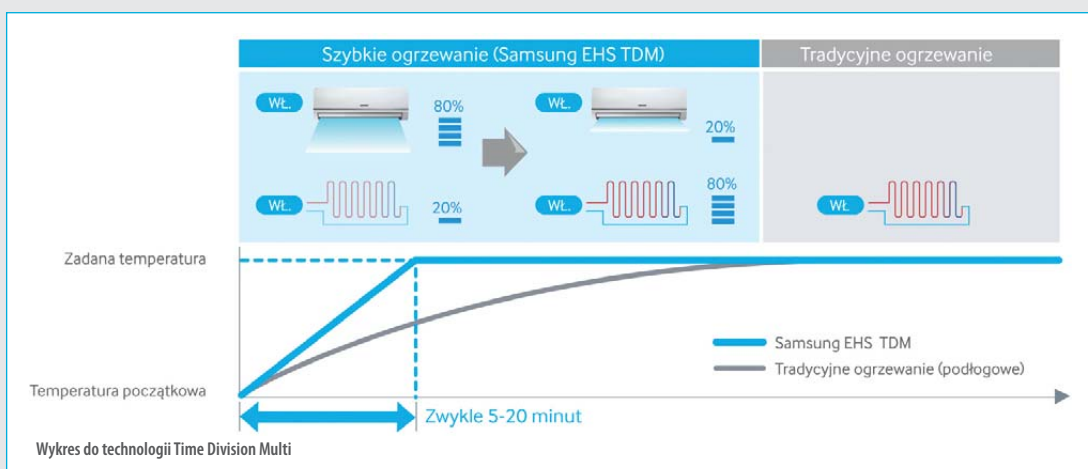 Szybkie ogrzewanie (Samsung EHS TDM)
Tradycyjne ogrzewanie
WŁ.
80%
WŁ.
20%
WŁ.
20%
WŁ.
80%
WŁ.
Zadana temperatura
Samsung EHS TDM
Tradycyjne ogrzewanie (podłogowe)
Temperatura początkowa
Zwykle 5-20 minut
Wykres do technologii Time Division Multi